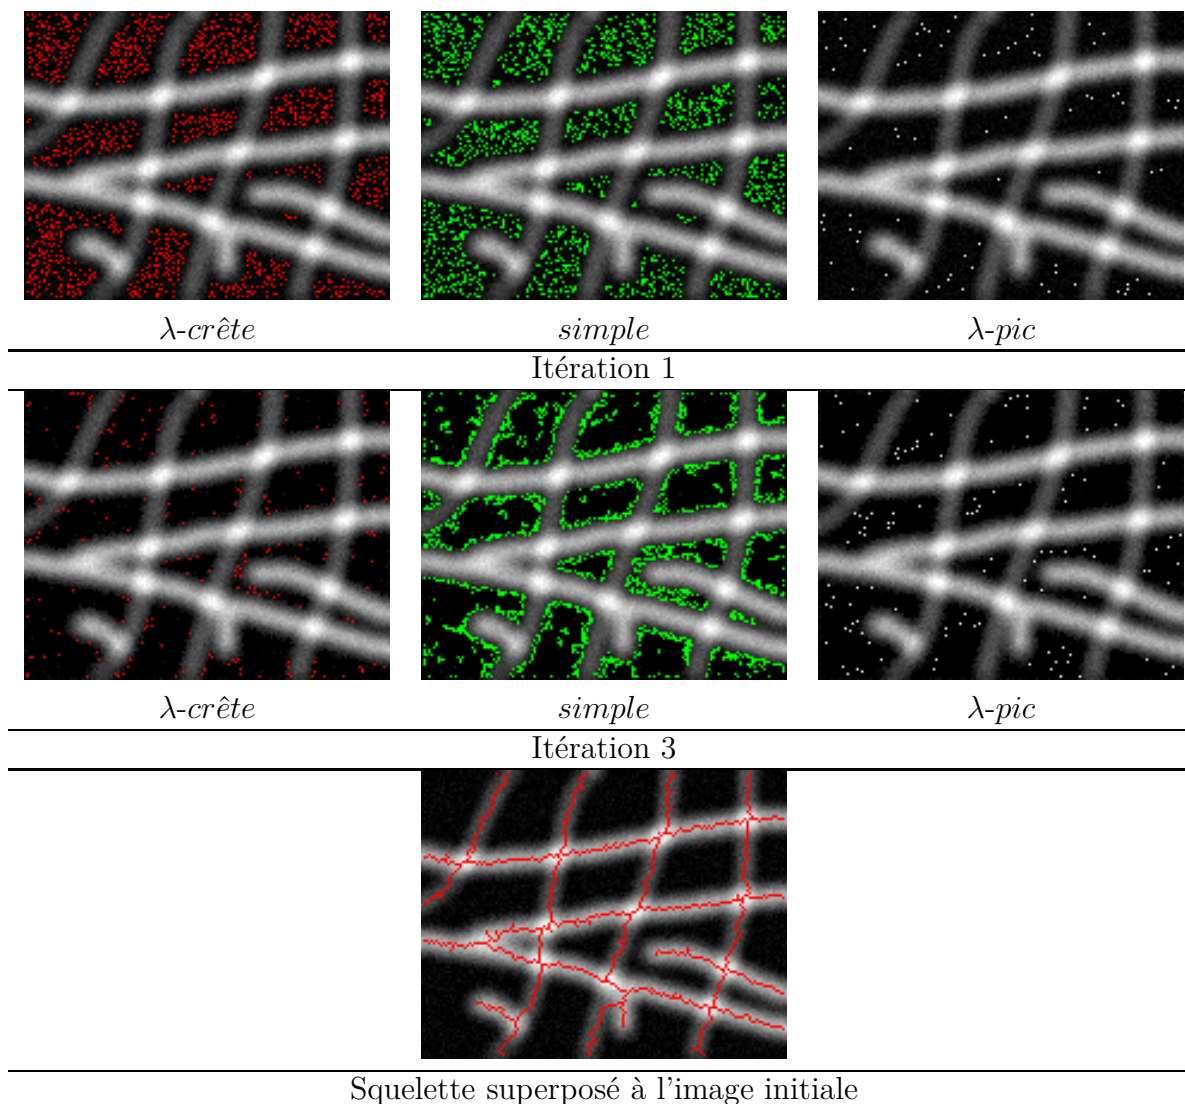 λ-crête simple λ-pic
Itération 1
λ-crête simple λ-pic
Itération 3
Squelette superposé à l'image initiale